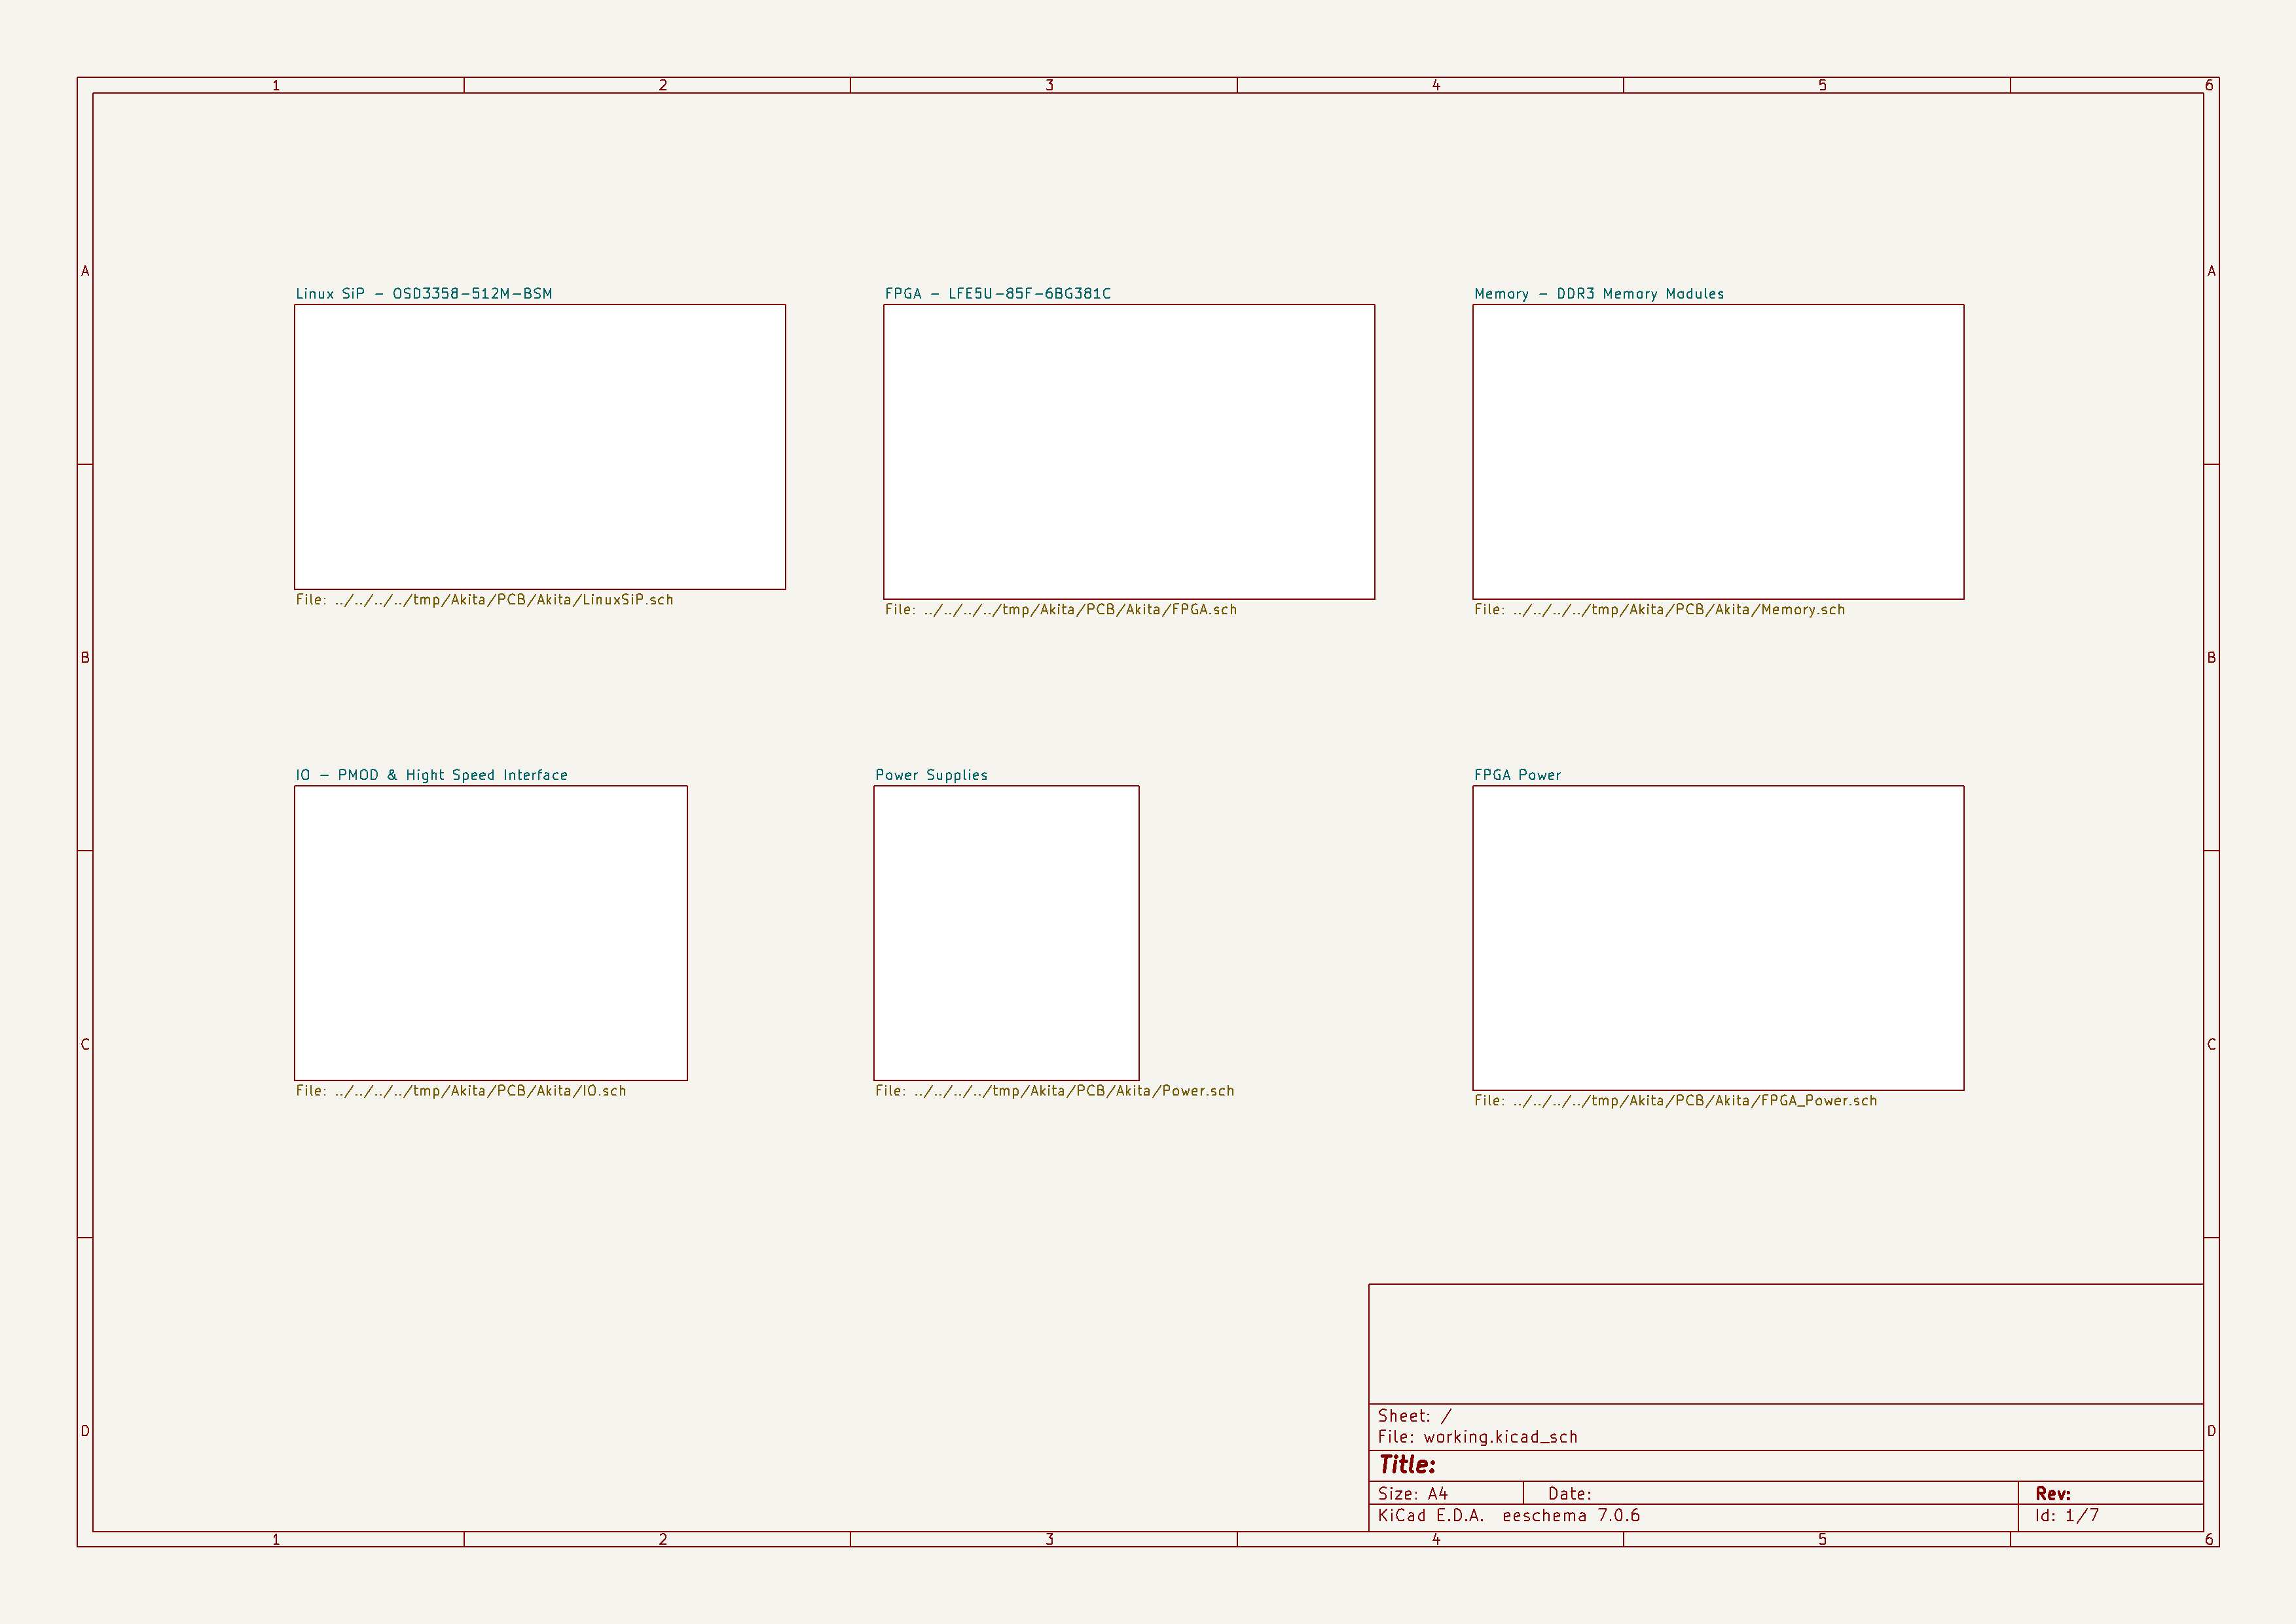 1 2 3 4 5 6
A A
Linux SiP - OSD3358-512M-BSM
FPGA - LFE5U-85F-6BG381C
Memory - DDR3 Memory Modules
File: ../../../../tmp/Akita/PCB/Akita/LinuxSiP.sch
File: ../../../../tmp/Akita/PCB/Akita/FPGA.sch
File: ../../../../tmp/Akita/PCB/Akita/Memory.sch
B B
IO - PMOD & Hight Speed Interface
Power Supplies
FPGA Power
C C
File: ../../../../tmp/Akita/PCB/Akita/IO.sch
File: ../../../../tmp/Akita/PCB/Akita/Power.sch
File: ../../../../tmp/Akita/PCB/Akita/FPGA_Power.sch
Sheet: /
D D
File: working.kicad_sch
Title:
Size: A4 Date: Rev:
KiCad E.D.A. eeschema 7.0.6 Id: 1/7
1 2 3 4 5 6